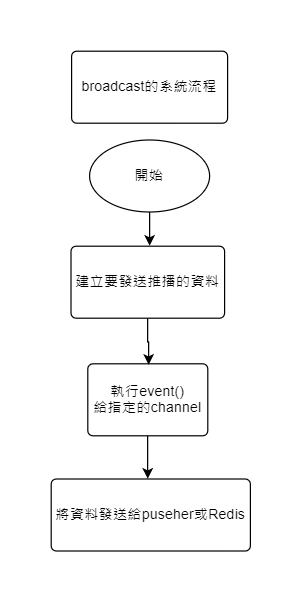 broadcast的系統流程
開始
建立要發送推播的資料
執行event()
給指定的channel
將資料發送給puseher或Redis